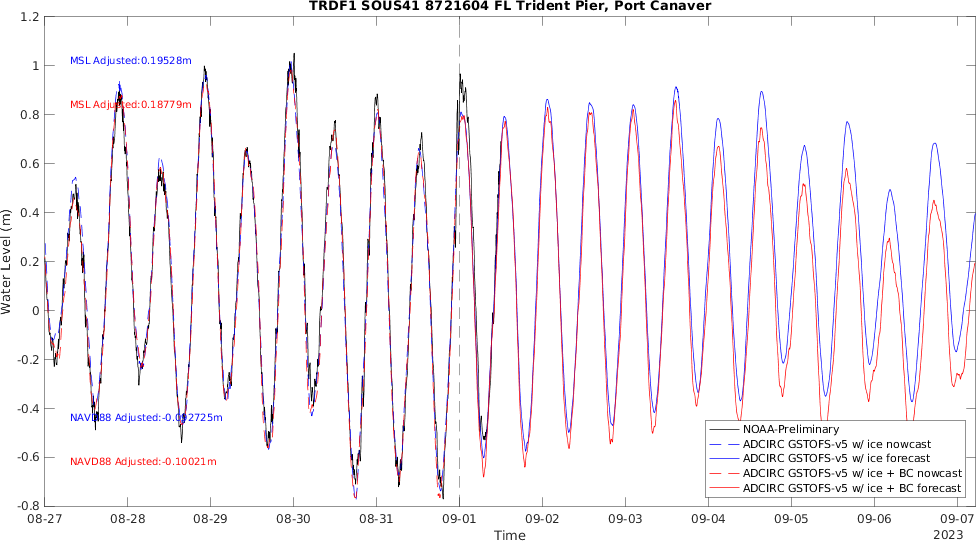 TRDF1 SOUS41 8721604 FL Trident Pier, Port Canaver
1.2
1
0.8
0.6
0.4
0.2
0
-0.2
-0.4
-0.6
-0.8
Water Level (m)
MSL Adjusted:0.19528m
MSL Adjusted:0.18779m
NAVD88 Adjusted:-0.092725m
NAVD88 Adjusted:-0.10021m
NOAA-Preliminary
ADCIRC GSTOFS-v5 w/ ice nowcast
ADCIRC GSTOFS-v5 w/ ice forecast
ADCIRC GSTOFS-v5 w/ ice + BC nowcast
ADCIRC GSTOFS-v5 w/ ice + BC forecast
08-27 08-28 08-29 08-30 08-31 09-01 09-02 09-03 09-04 09-05 09-06 09-07
Time
2023